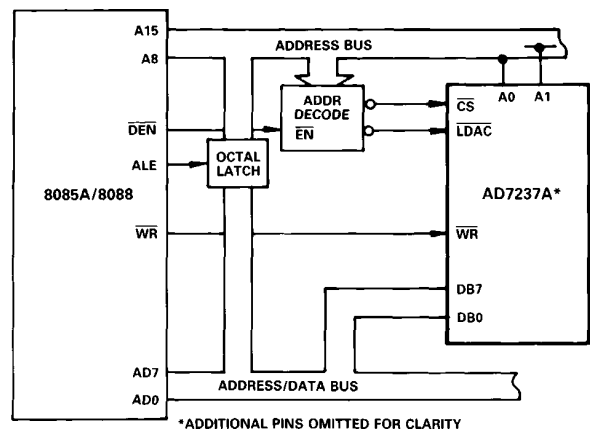 A15
ADDRESS BUS
A8
ADDR
DECODE
EN
CS
A0 A1
LDAC
DEN
ALE
OCTAL
LATCH
8085A/8088
AD7237A*
WR
WR
DB7
DB0
AD7
ADDRESS/DATA BUS
AD0
*ADDITIONAL PINS OMITTED FOR CLARITY